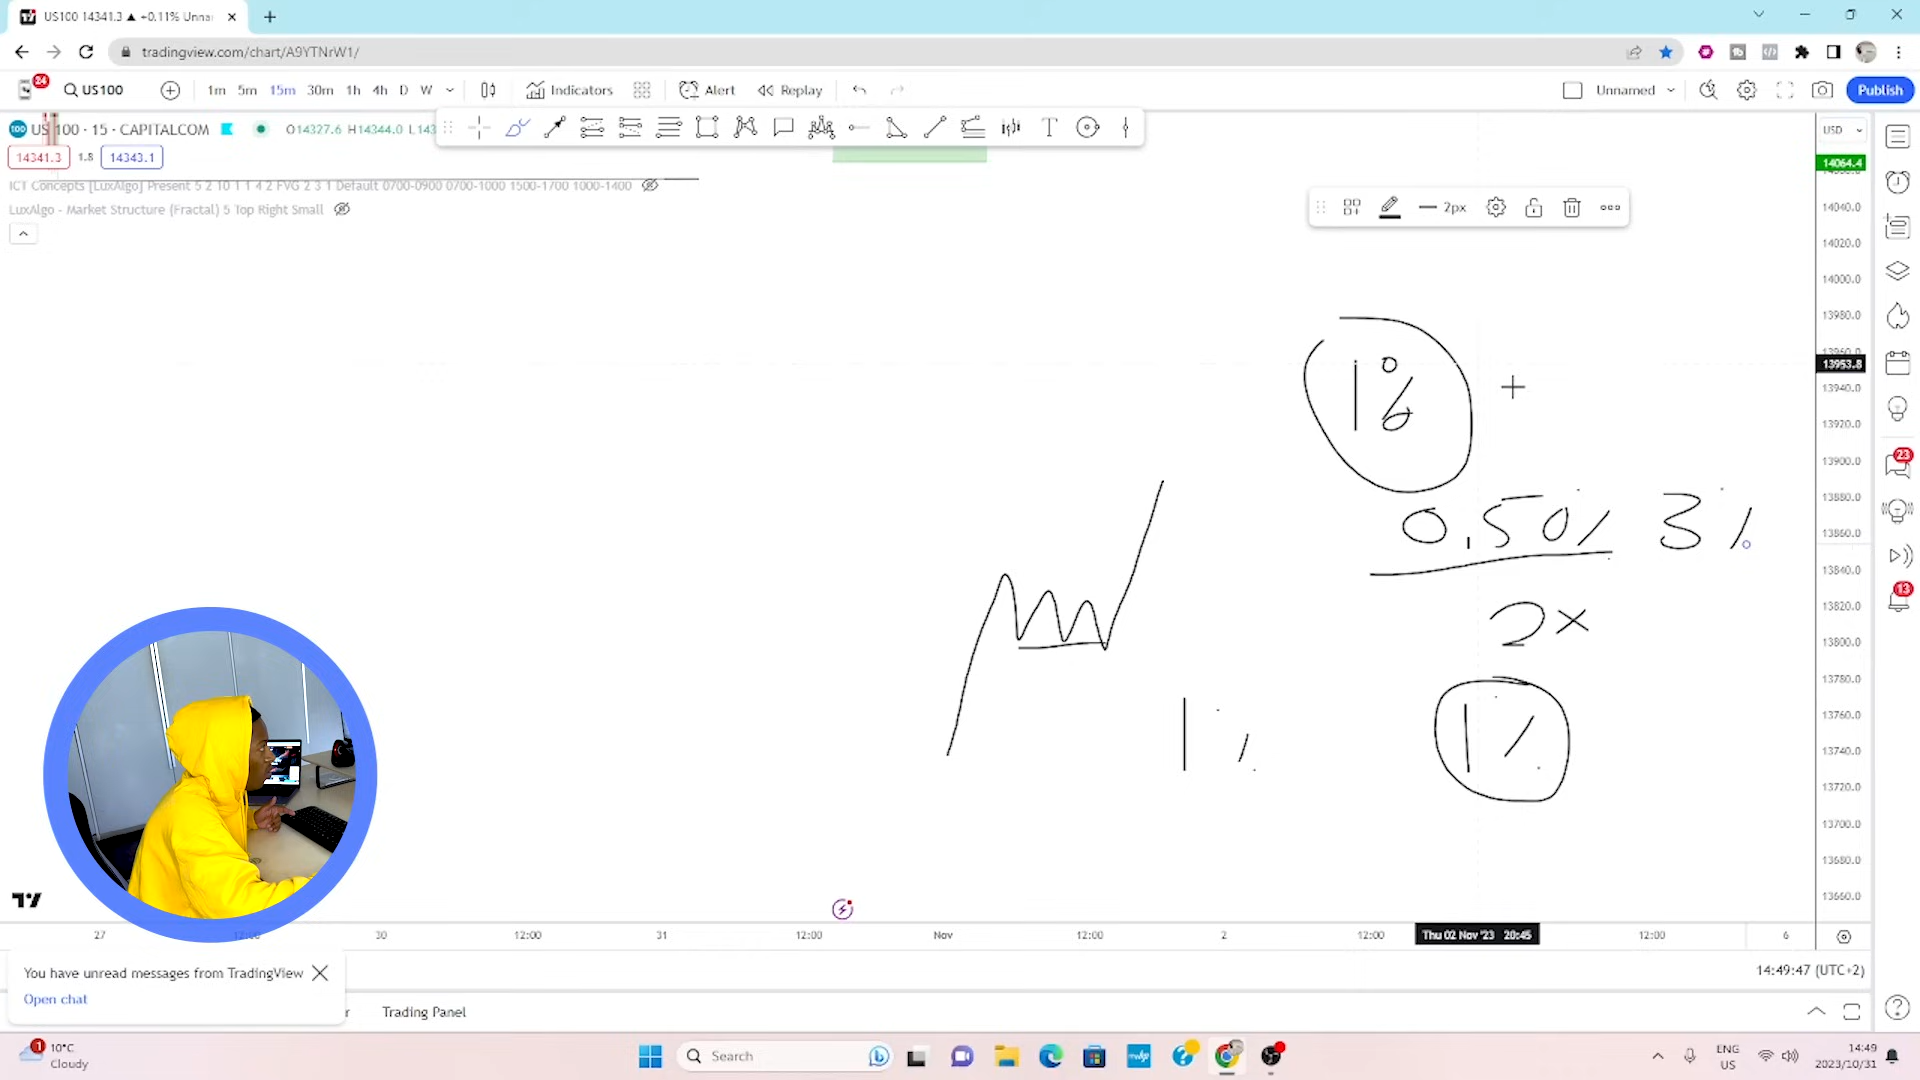 US100 14341.3 ▲ +0.11% Unna
tradingview.com/chart/A9YTNrW1/
24
US100
1m 5m 15m 30m 1h 4h D W
Indicators
Alert
Replay
Unnamed
Publish
100 · 15 · CAPITALCOM
O14327.6 H14344.0
14341.3 1.8 14343.1
ICT Concepts [LuxAlgo] Present 5 2 10 1 1 4 2 FVG 2 3 1 Default 0700-0900 0700-1000 1500-1700 1000-1400
LuxAlgo - Market Structure (Fractal) 5 Top Right Small
2px
USD
14064.4
14040.0
14020.0
14000.0
13980.0
13953.8
13940.0
13920.0
13900.0
13880.0
13860.0
13840.0
13820.0
13800.0
13780.0
13760.0
13740.0
13720.0
13700.0
13680.0
13660.0
1%
0.50% 3%
2x
1% 1%
23
13
27 12:00 30 12:00 31 12:00 Nov 12:00 2 12:00 Thu 02 Nov '23 20:45 12:00 6
You have unread messages from TradingView
Open chat
14:49:47 (UTC+2)
Trading Panel
1
10°C
Cloudy
Search
ENG
US
14:49
2023/10/31